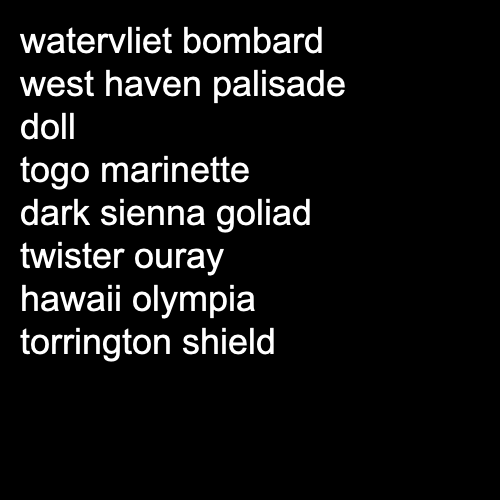 watervliet bombard
west haven palisade
doll
togo marinette
dark sienna goliad
twister ouray
hawaii olympia
torrington shield